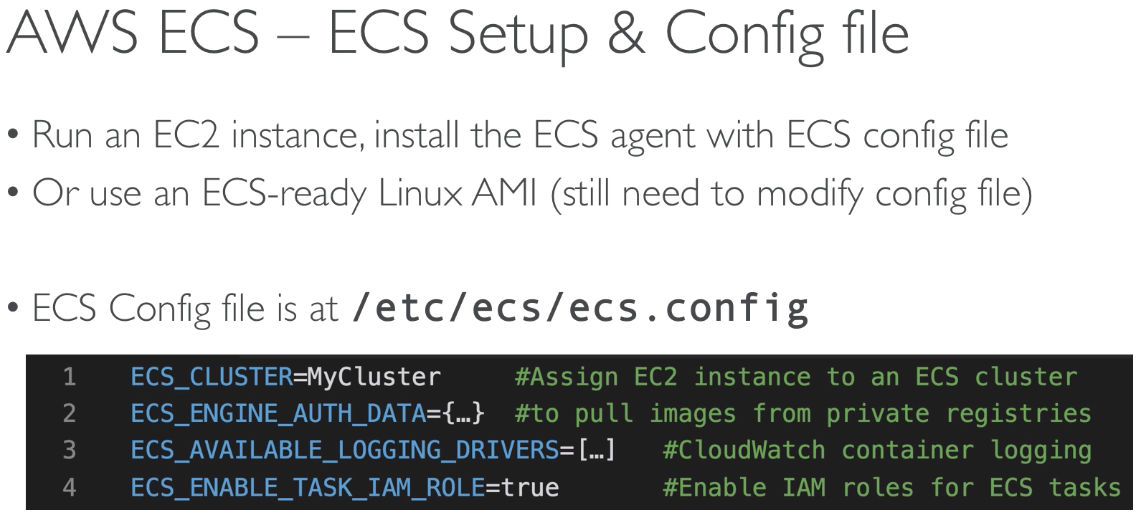 AWS ECS – ECS Setup & Config file
• Run an EC2 instance, install the ECS agent with ECS config file
• Or use an ECS-ready Linux AMI (still need to modify config file)
• ECS Config file is at /etc/ecs/ecs.config
1 ECS_CLUSTER=MyCluster #Assign EC2 instance to an ECS cluster
2 ECS_ENGINE_AUTH_DATA={…} #to pull images from private registries
3 ECS_AVAILABLE_LOGGING_DRIVERS=[…] #CloudWatch container logging
4 ECS_ENABLE_TASK_IAM_ROLE=true #Enable IAM roles for ECS tasks